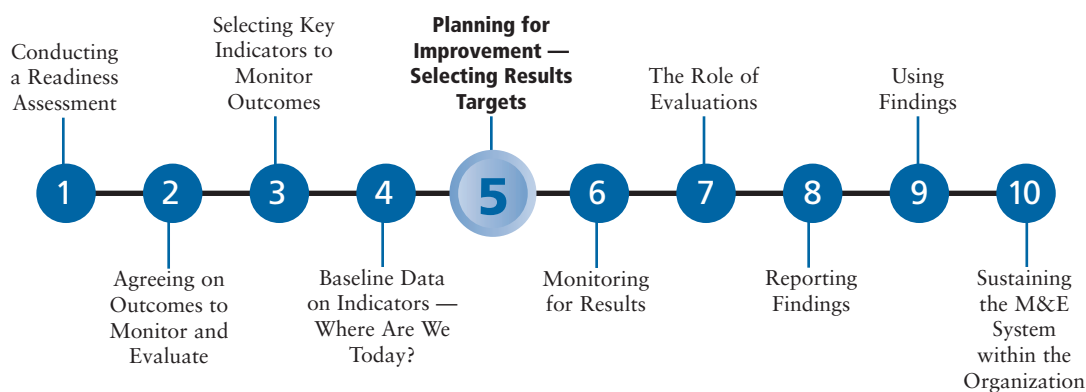 Conducting
a Readiness
Assessment
1
Agreeing on
Outcomes to
Monitor and
Evaluate
2
Selecting Key
Indicators to
Monitor
Outcomes
3
Baseline Data
on Indicators —
Where Are We
Today?
4
Planning for
Improvement —
Selecting Results
Targets
5
Monitoring
for Results
6
The Role of
Evaluations
7
Reporting
Findings
8
Using
Findings
9
Sustaining
the M&E
System
within the
Organization
10